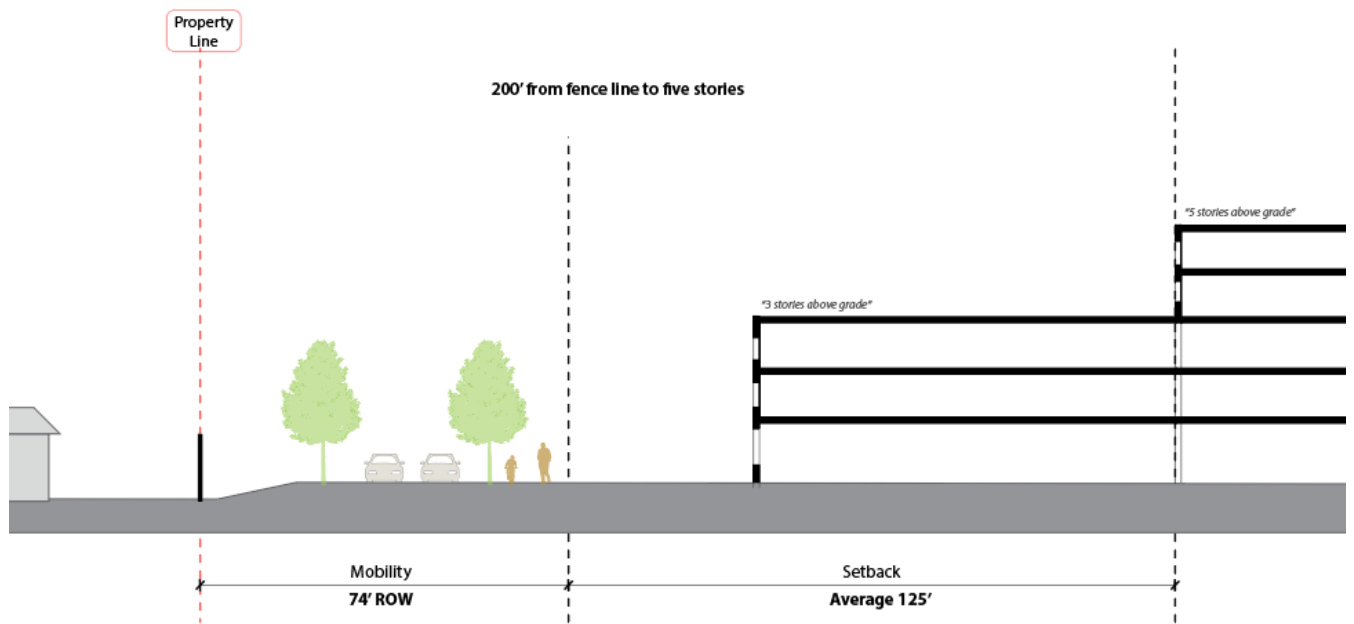 Property
Line
200' from fence line to five stories
"5 stories above grade"
"3 stories above grade"
Mobility
Setback
74' ROW
Average 125'